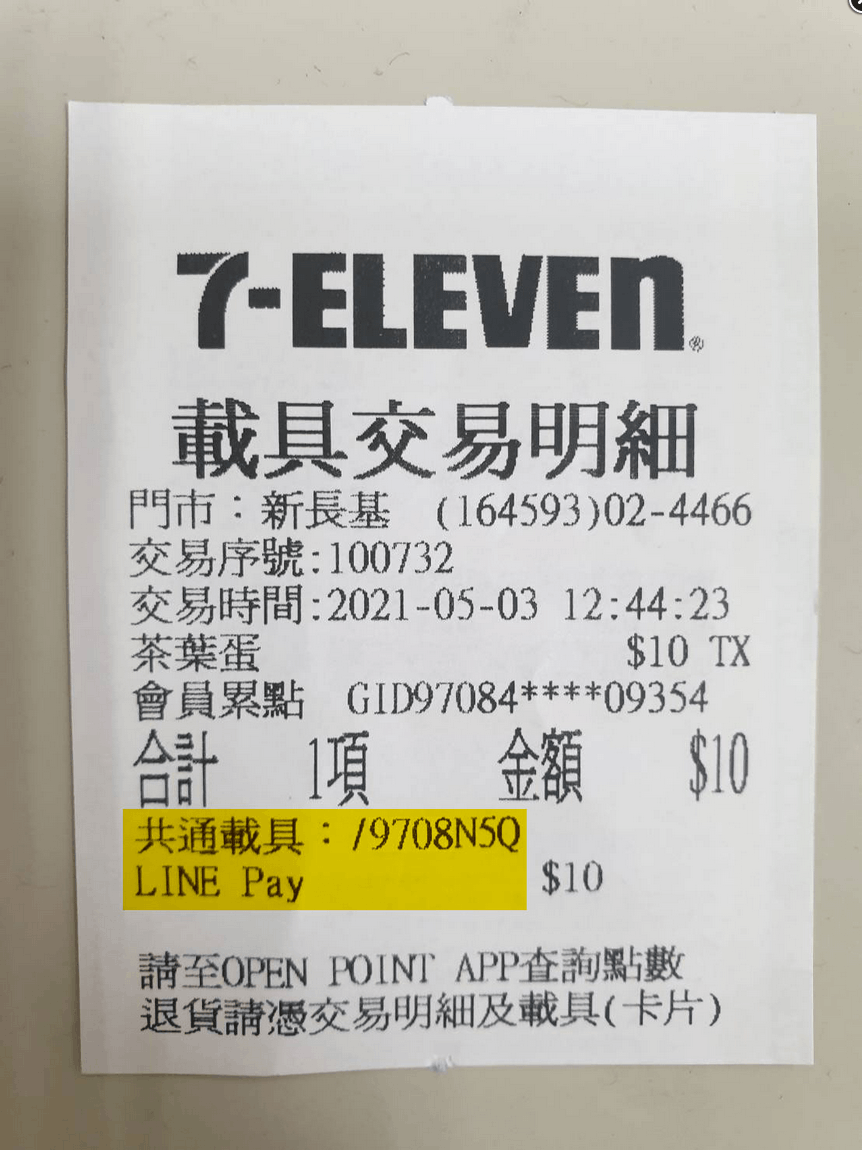 7-ELEVEn®
載具交易明細
門市：新長基 (164593)02-4466
交易序號:100732
交易時間:2021-05-03 12:44:23
茶葉蛋 $10 TX
會員累點 GID97084****09354
合計 1項 金額 $10
共通載具：/9708N5Q
LINE Pay $10
請至OPEN POINT APP查詢點數
退貨請憑交易明細及載具(卡片)